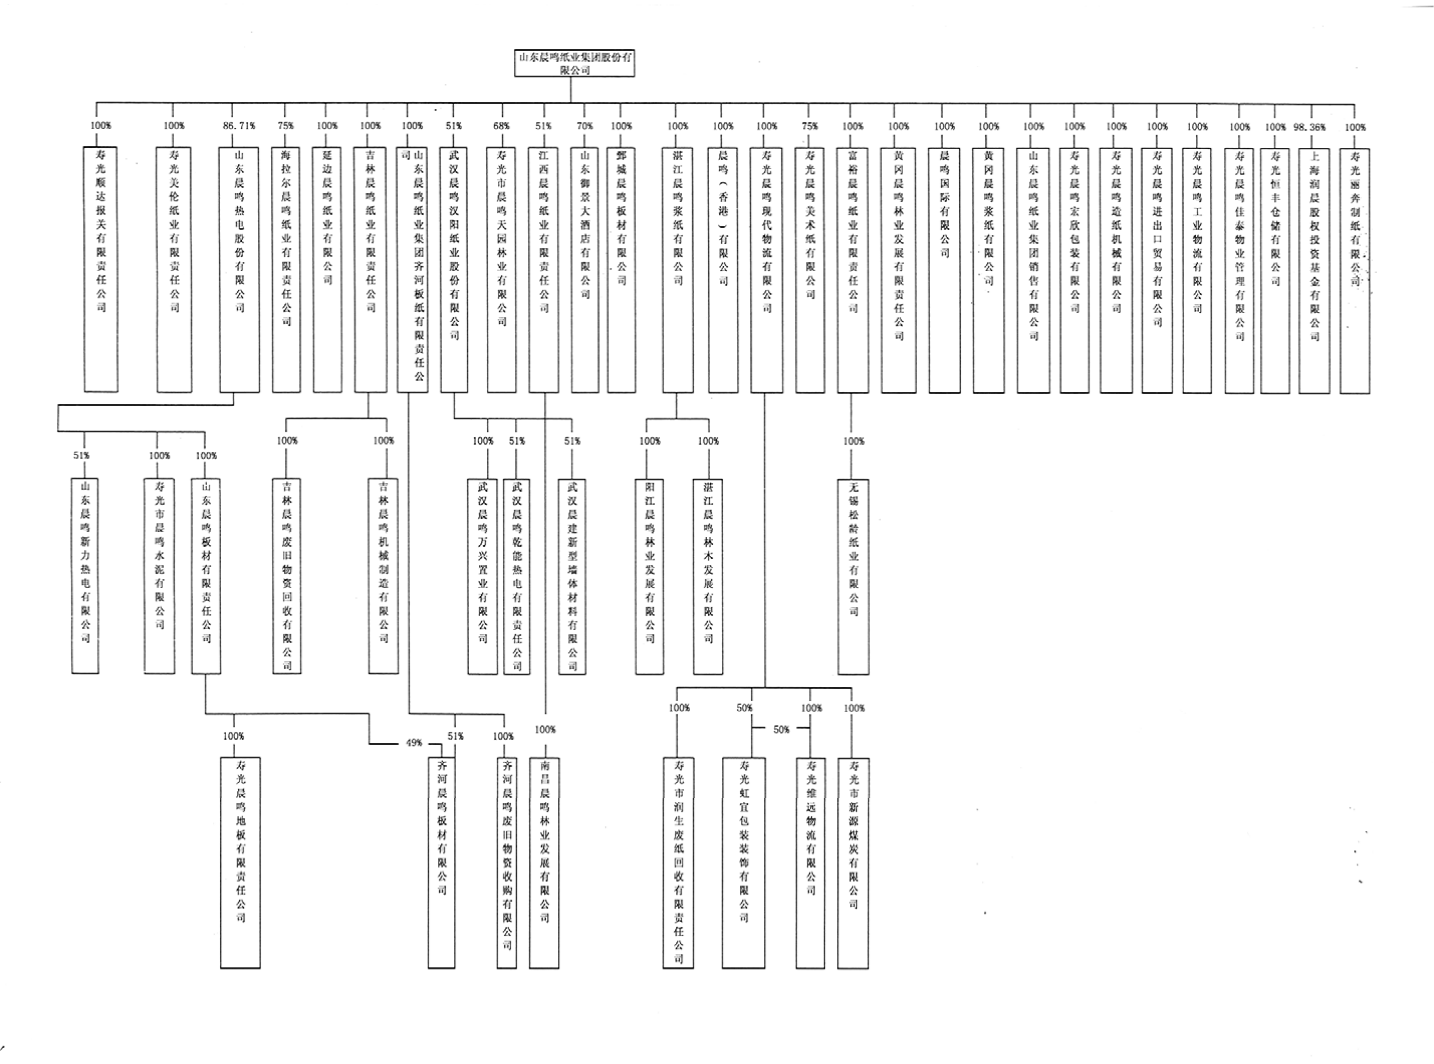 山东晨鸣纸业集团股份有
限公司
100%
100%
86.71%
75%
100%
100%
100%
51%
68%
51%
70%
100%
100%
100%
100%
75%
100%
100%
100%
100%
100%
100%
100%
100%
100%
100%
100%
98.36%
100%
寿光顺达报关有限责任公司
寿光美伦纸业有限责任公司
山东晨鸣热电股份有限公司
海拉尔晨鸣纸业有限责任公司
延边晨鸣纸业有限公司
吉林晨鸣纸业有限责任公司
山东晨鸣纸业集团齐河板纸有限责任公
司
武汉晨鸣汉阳纸业股份有限公司
寿光市晨鸣天园林业有限公司
江西晨鸣纸业有限责任公司
山东御景大酒店有限公司
鄄城晨鸣板材有限公司
湛江晨鸣浆纸有限公司
晨鸣(香港)有限公司
寿光晨鸣现代物流有限公司
寿光晨鸣美术纸有限公司
富裕晨鸣纸业有限责任公司
黄冈晨鸣林业发展有限责任公司
晨鸣国际有限公司
黄冈晨鸣浆纸有限公司
山东晨鸣纸业集团销售有限公司
寿光晨鸣宏欣包装有限公司
寿光晨鸣造纸机械有限公司
寿光晨鸣进出口贸易有限公司
寿光晨鸣工业物流有限公司
寿光晨鸣佳泰物业管理有限公司
寿光恒丰仓储有限公司
上海润晨股权投资基金有限公司
寿光丽奔制纸有限公司
51%
100%
100%
100%
100%
100%
51%
51%
100%
100%
100%
山东晨鸣新力热电有限公司
寿光市晨鸣水泥有限公司
山东晨鸣板材有限责任公司
吉林晨鸣废旧物资回收有限公司
吉林晨鸣机械制造有限公司
武汉晨鸣万兴置业有限公司
武汉晨鸣乾能热电有限责任公司
武汉晨建新型墙体材料有限公司
阳江晨鸣林业发展有限公司
湛江晨鸣林木发展有限公司
无锡松龄纸业有限公司
100%
49%
51%
100%
100%
100%
50%
50%
100%
100%
寿光晨鸣地板有限责任公司
齐河晨鸣板材有限公司
齐河晨鸣废旧物资收购有限公司
南昌晨鸣林业发展有限公司
寿光市润生废纸回收有限责任公司
寿光虹宜包装装饰有限公司
寿光维远物流有限公司
寿光市新源煤炭有限公司